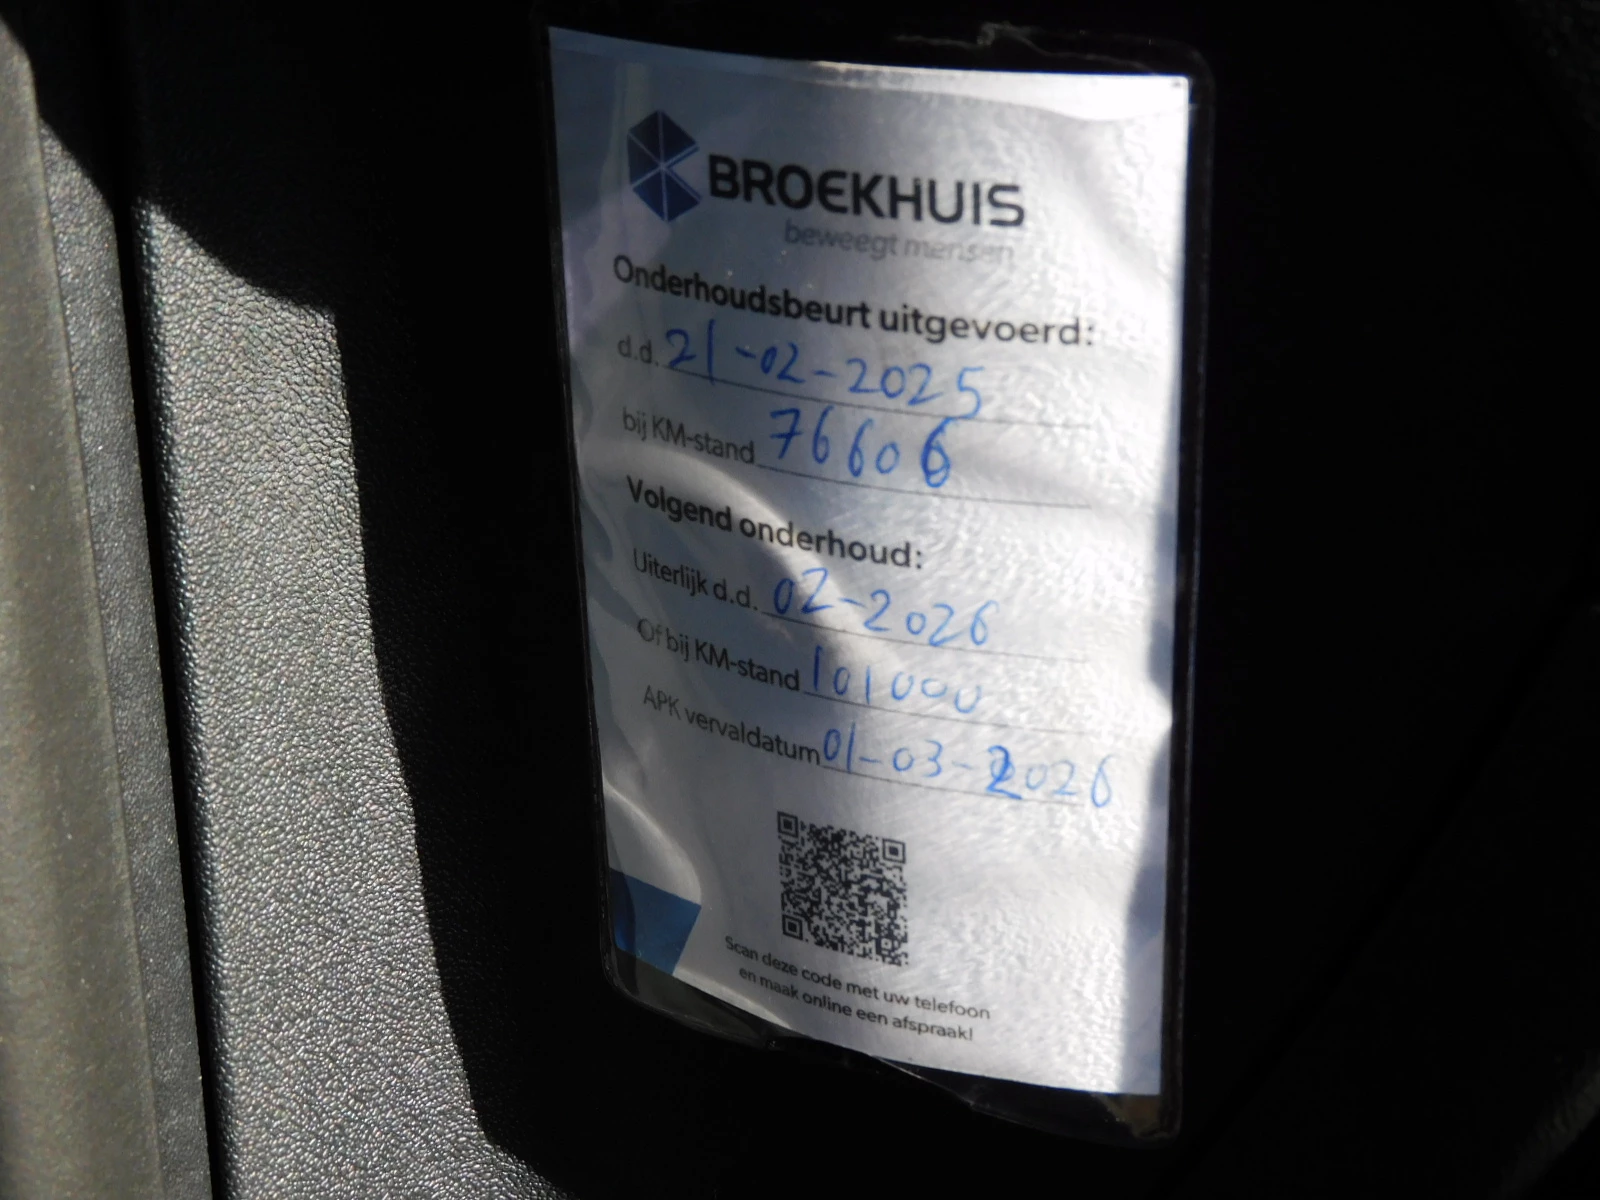 BROEKHUIS
beweegt mensen
Onderhoudsbeurt uitgevoerd:
d.d. 21-02-2025
bij KM-stand 76606
Volgend onderhoud:
Uiterlijk d.d. 02-2026
Of bij KM-stand 101000
APK vervaldatum 01-03-2026
Scan deze code met uw telefoon
en maak online een afspraak!